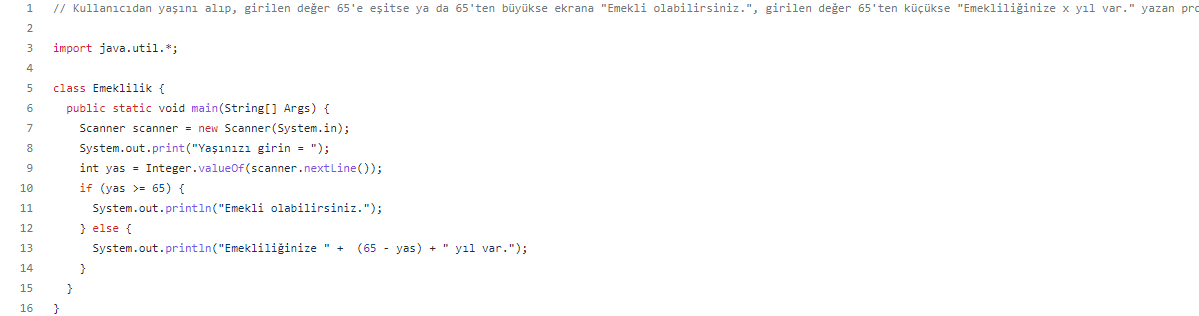 1 // Kullanıcıdan yaşını alıp, girilen değer 65'e eşitse ya da 65'ten büyükse ekrana "Emekli olabilirsiniz.", girilen değer 65'ten küçükse "Emekliliğinize x yıl var." yazan
2
3 import java.util.*;
4
5 class Emeklilik {
6 public static void main(String[] Args) {
7 Scanner scanner = new Scanner(System.in);
8 System.out.print("Yaşınızı girin = ");
9 int yas = Integer.valueOf(scanner.nextLine());
10 if (yas >= 65) {
11 System.out.println("Emekli olabilirsiniz.");
12 } else {
13 System.out.println("Emekliliğinize " +  (65 - yas) + " yıl var.");
14 }
15 }
16 }